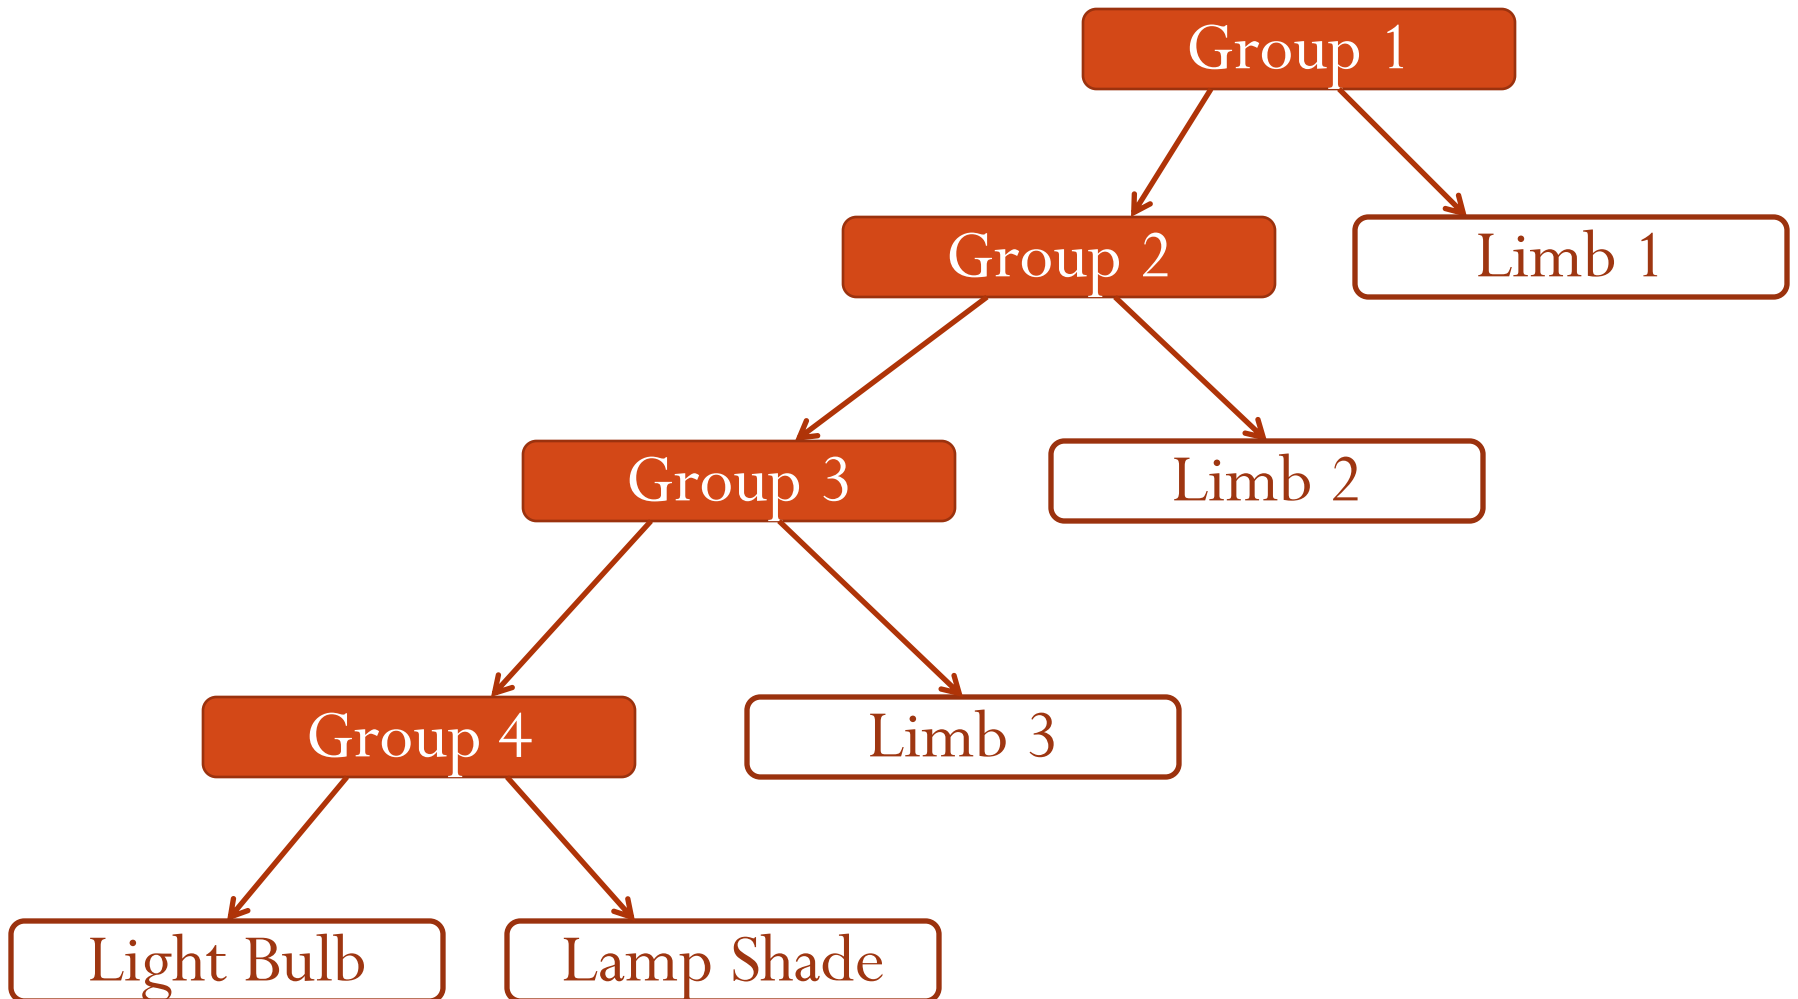 Group 1
Group 2
Limb 1
Group 3
Limb 2
Group 4
Limb 3
Light Bulb
Lamp Shade